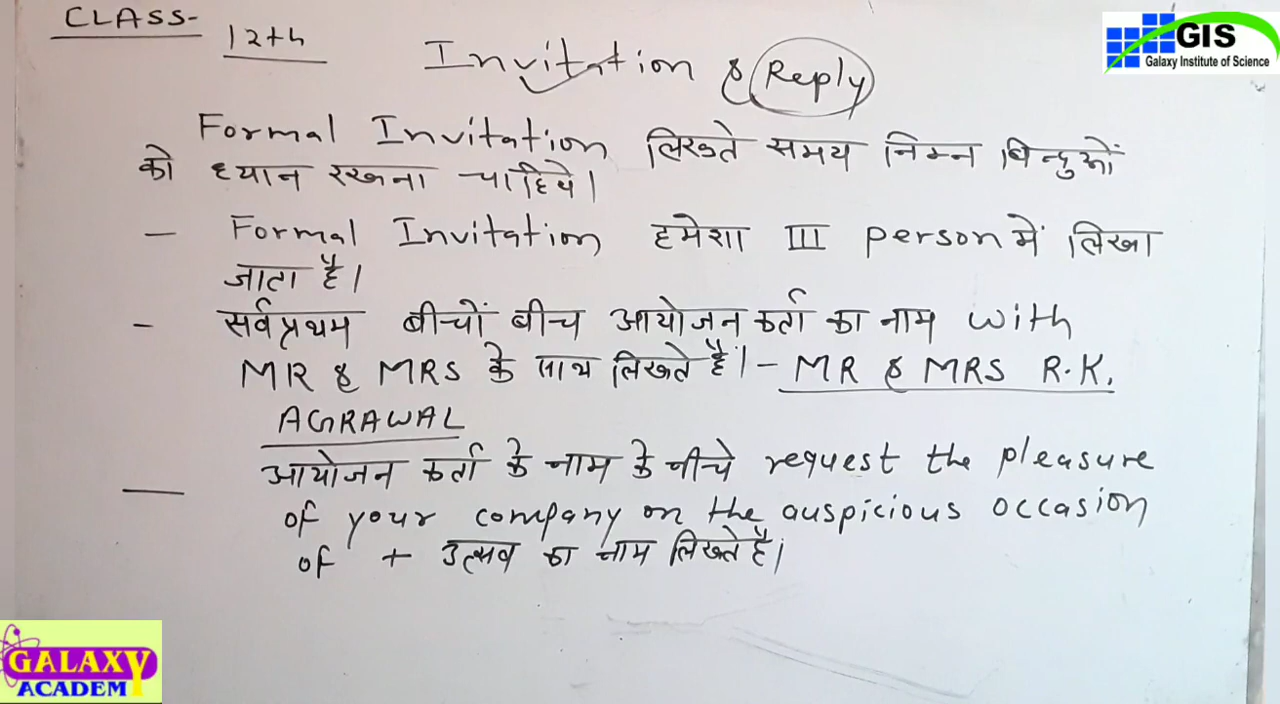 CLASS-
12th
Invitation & Reply
GIS
Galaxy Institute of Science
Formal Invitation लिखते समय निम्न बिन्दुओं
को ध्यान रखना चाहिये।
- Formal Invitation हमेशा III person में लिखा
जाता है।
- सर्वप्रथम बीचों बीच आयोजन कर्ता का नाम with
MR & MRS के साथ लिखते है। - MR & MRS R.K.
AGRAWAL
- आयोजन कर्ता के नाम के नीचे request the pleasure
of your company on the auspicious occasion
of + उत्सव का नाम लिखते है।
GALAXY
ACADEMY